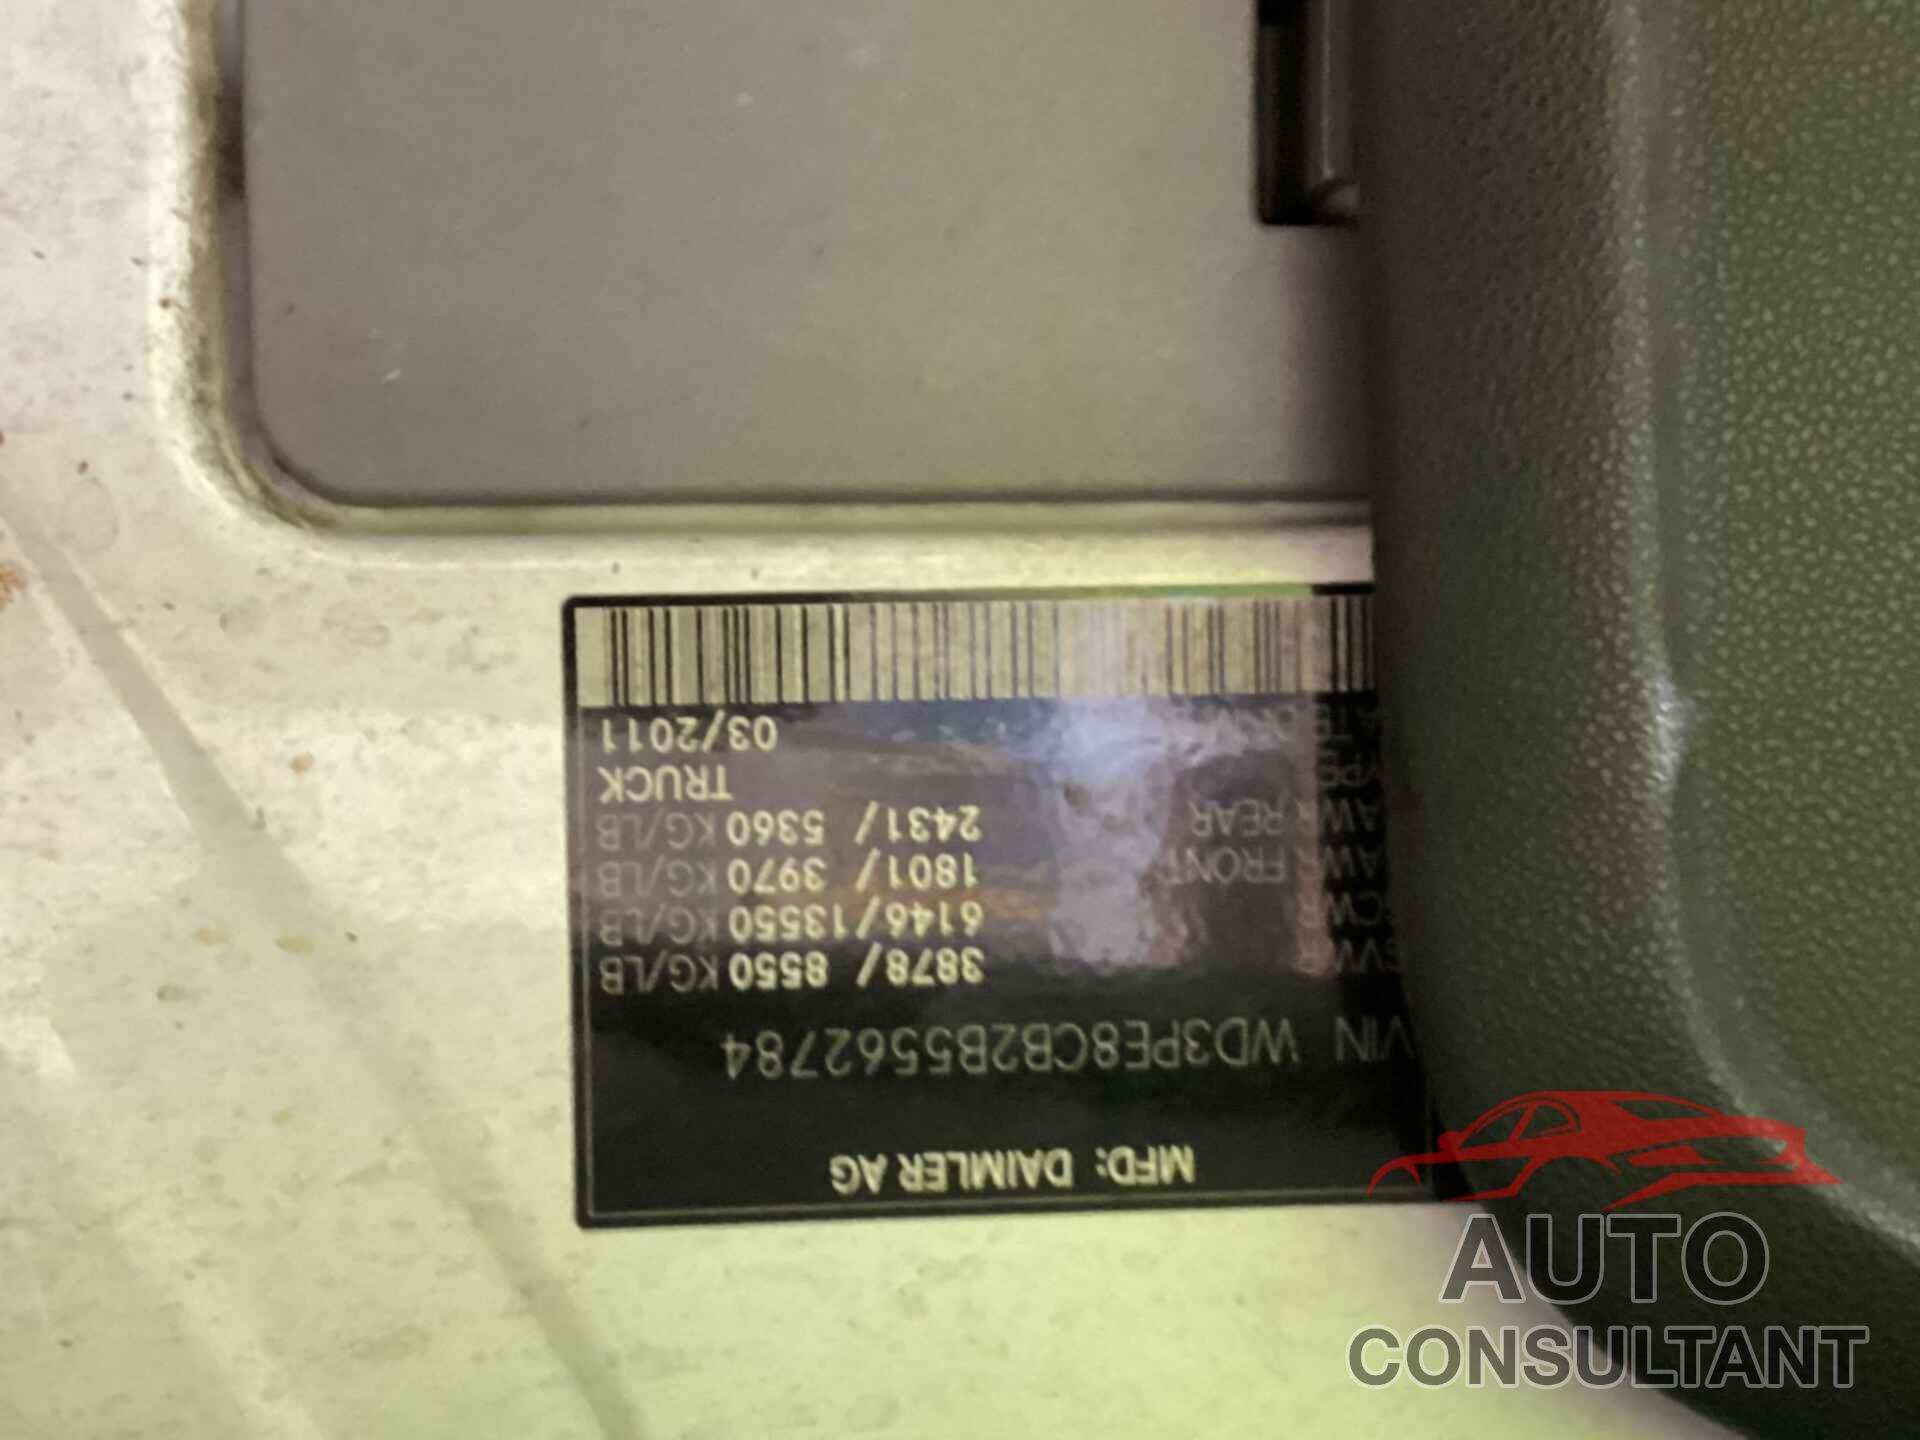 MFD: DAIMLER AG
VIN WD3PE8CB2B5562784
3878/ 8550 KG/LB
6146/13550 KG/LB
FRONT 1801/ 3970 KG/LB
REAR 2431/ 5360 KG/LB
TRUCK
03/2011
AUTO
CONSULTANT